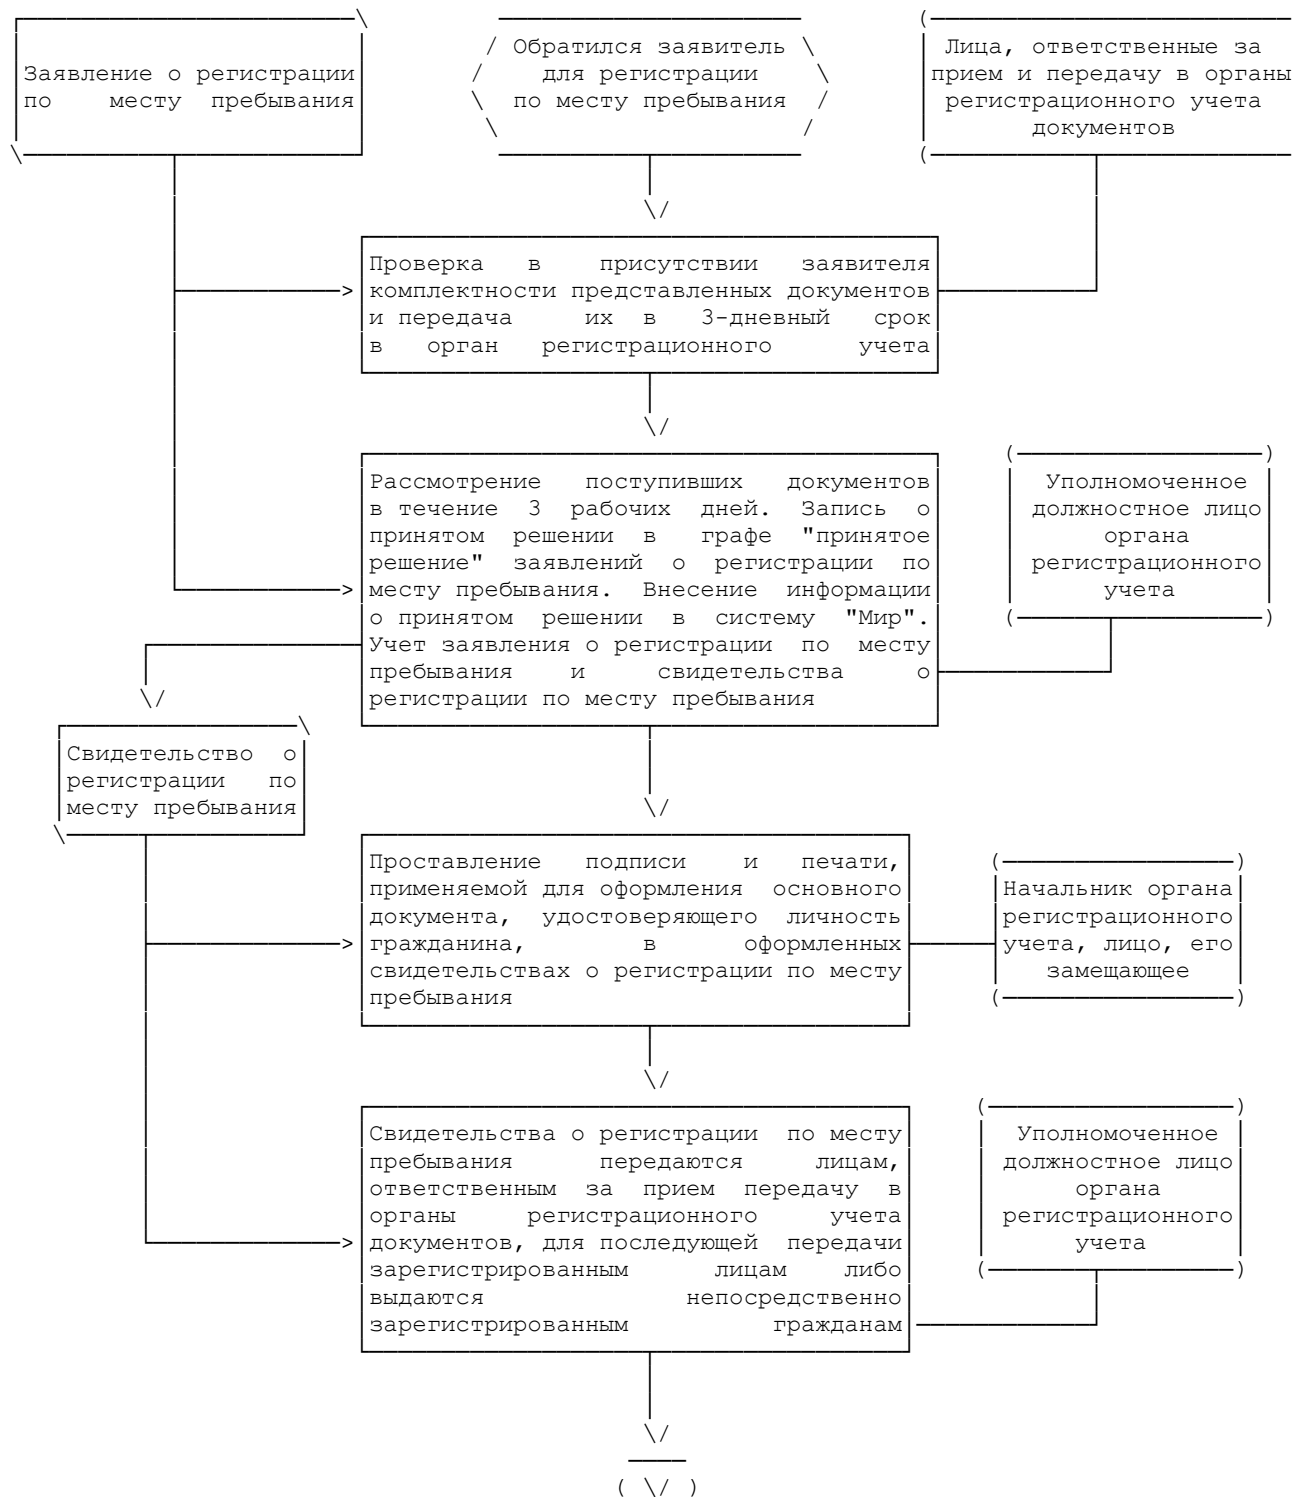 Заявление о регистрации
по месту пребывания
Обратился заявитель
для регистрации
по месту пребывания
Лица, ответственные за
прием и передачу в органы
регистрационного учета
документов
Проверка в присутствии заявителя
комплектности представленных документов
и передача их в 3-дневный срок
в орган регистрационного учета
Рассмотрение поступивших документов
в течение 3 рабочих дней. Запись о
принятом решении в графе "принятое
решение" заявлений о регистрации по
месту пребывания. Внесение информации
о принятом решении в систему "Мир".
Учет заявления о регистрации по месту
пребывания и свидетельства о
регистрации по месту пребывания
Уполномоченное
должностное лицо
органа
регистрационного
учета
Свидетельство о
регистрации по
месту пребывания
Проставление подписи и печати,
применяемой для оформления основного
документа, удостоверяющего личность
гражданина, в оформленных
свидетельствах о регистрации по месту
пребывания
Начальник органа
регистрационного
учета, лицо, его
замещающее
Свидетельства о регистрации по месту
пребывания передаются лицам,
ответственным за прием передачу в
органы регистрационного учета
документов, для последующей передачи
зарегистрированным лицам либо
выдаются непосредственно
зарегистрированным гражданам
Уполномоченное
должностное лицо
органа
регистрационного
учета